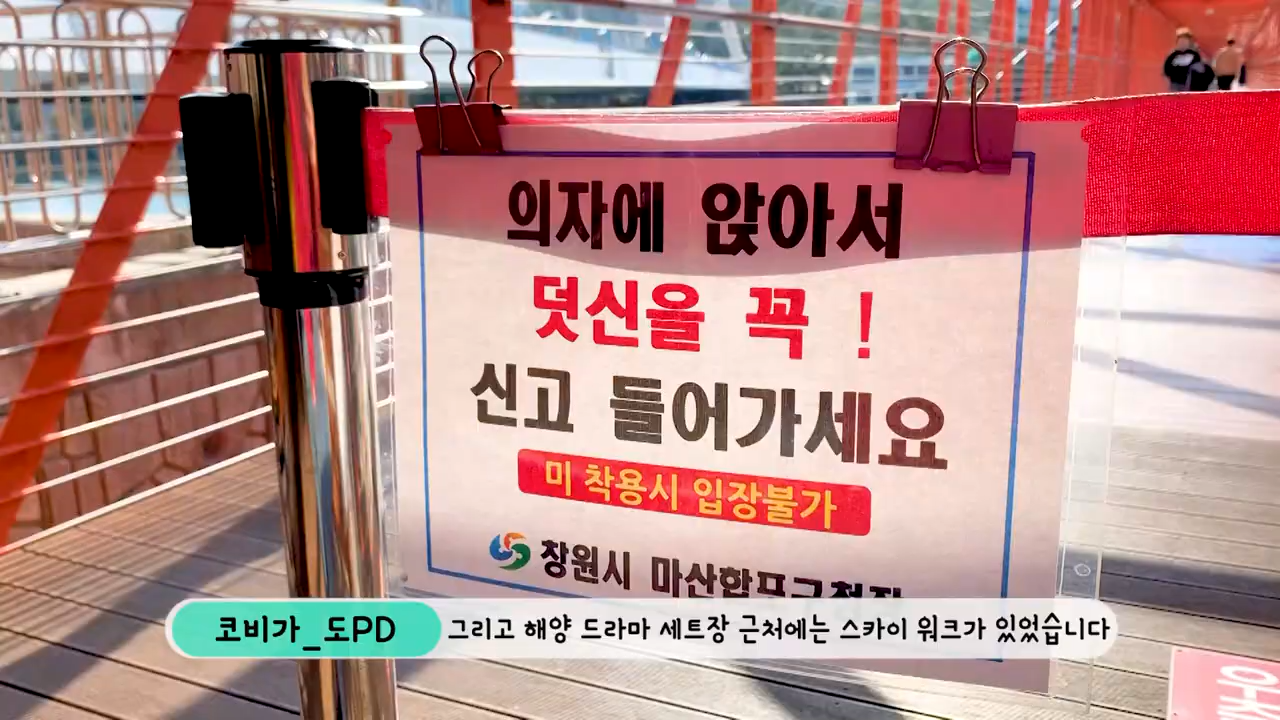 의자에 앉아서
덧신을 꼭 !
신고 들어가세요
미 착용시 입장불가
창원시 마산합포구청장
코비가_도PD
그리고 해양 드라마 세트장 근처에는 스카이 워크가 있었습니다